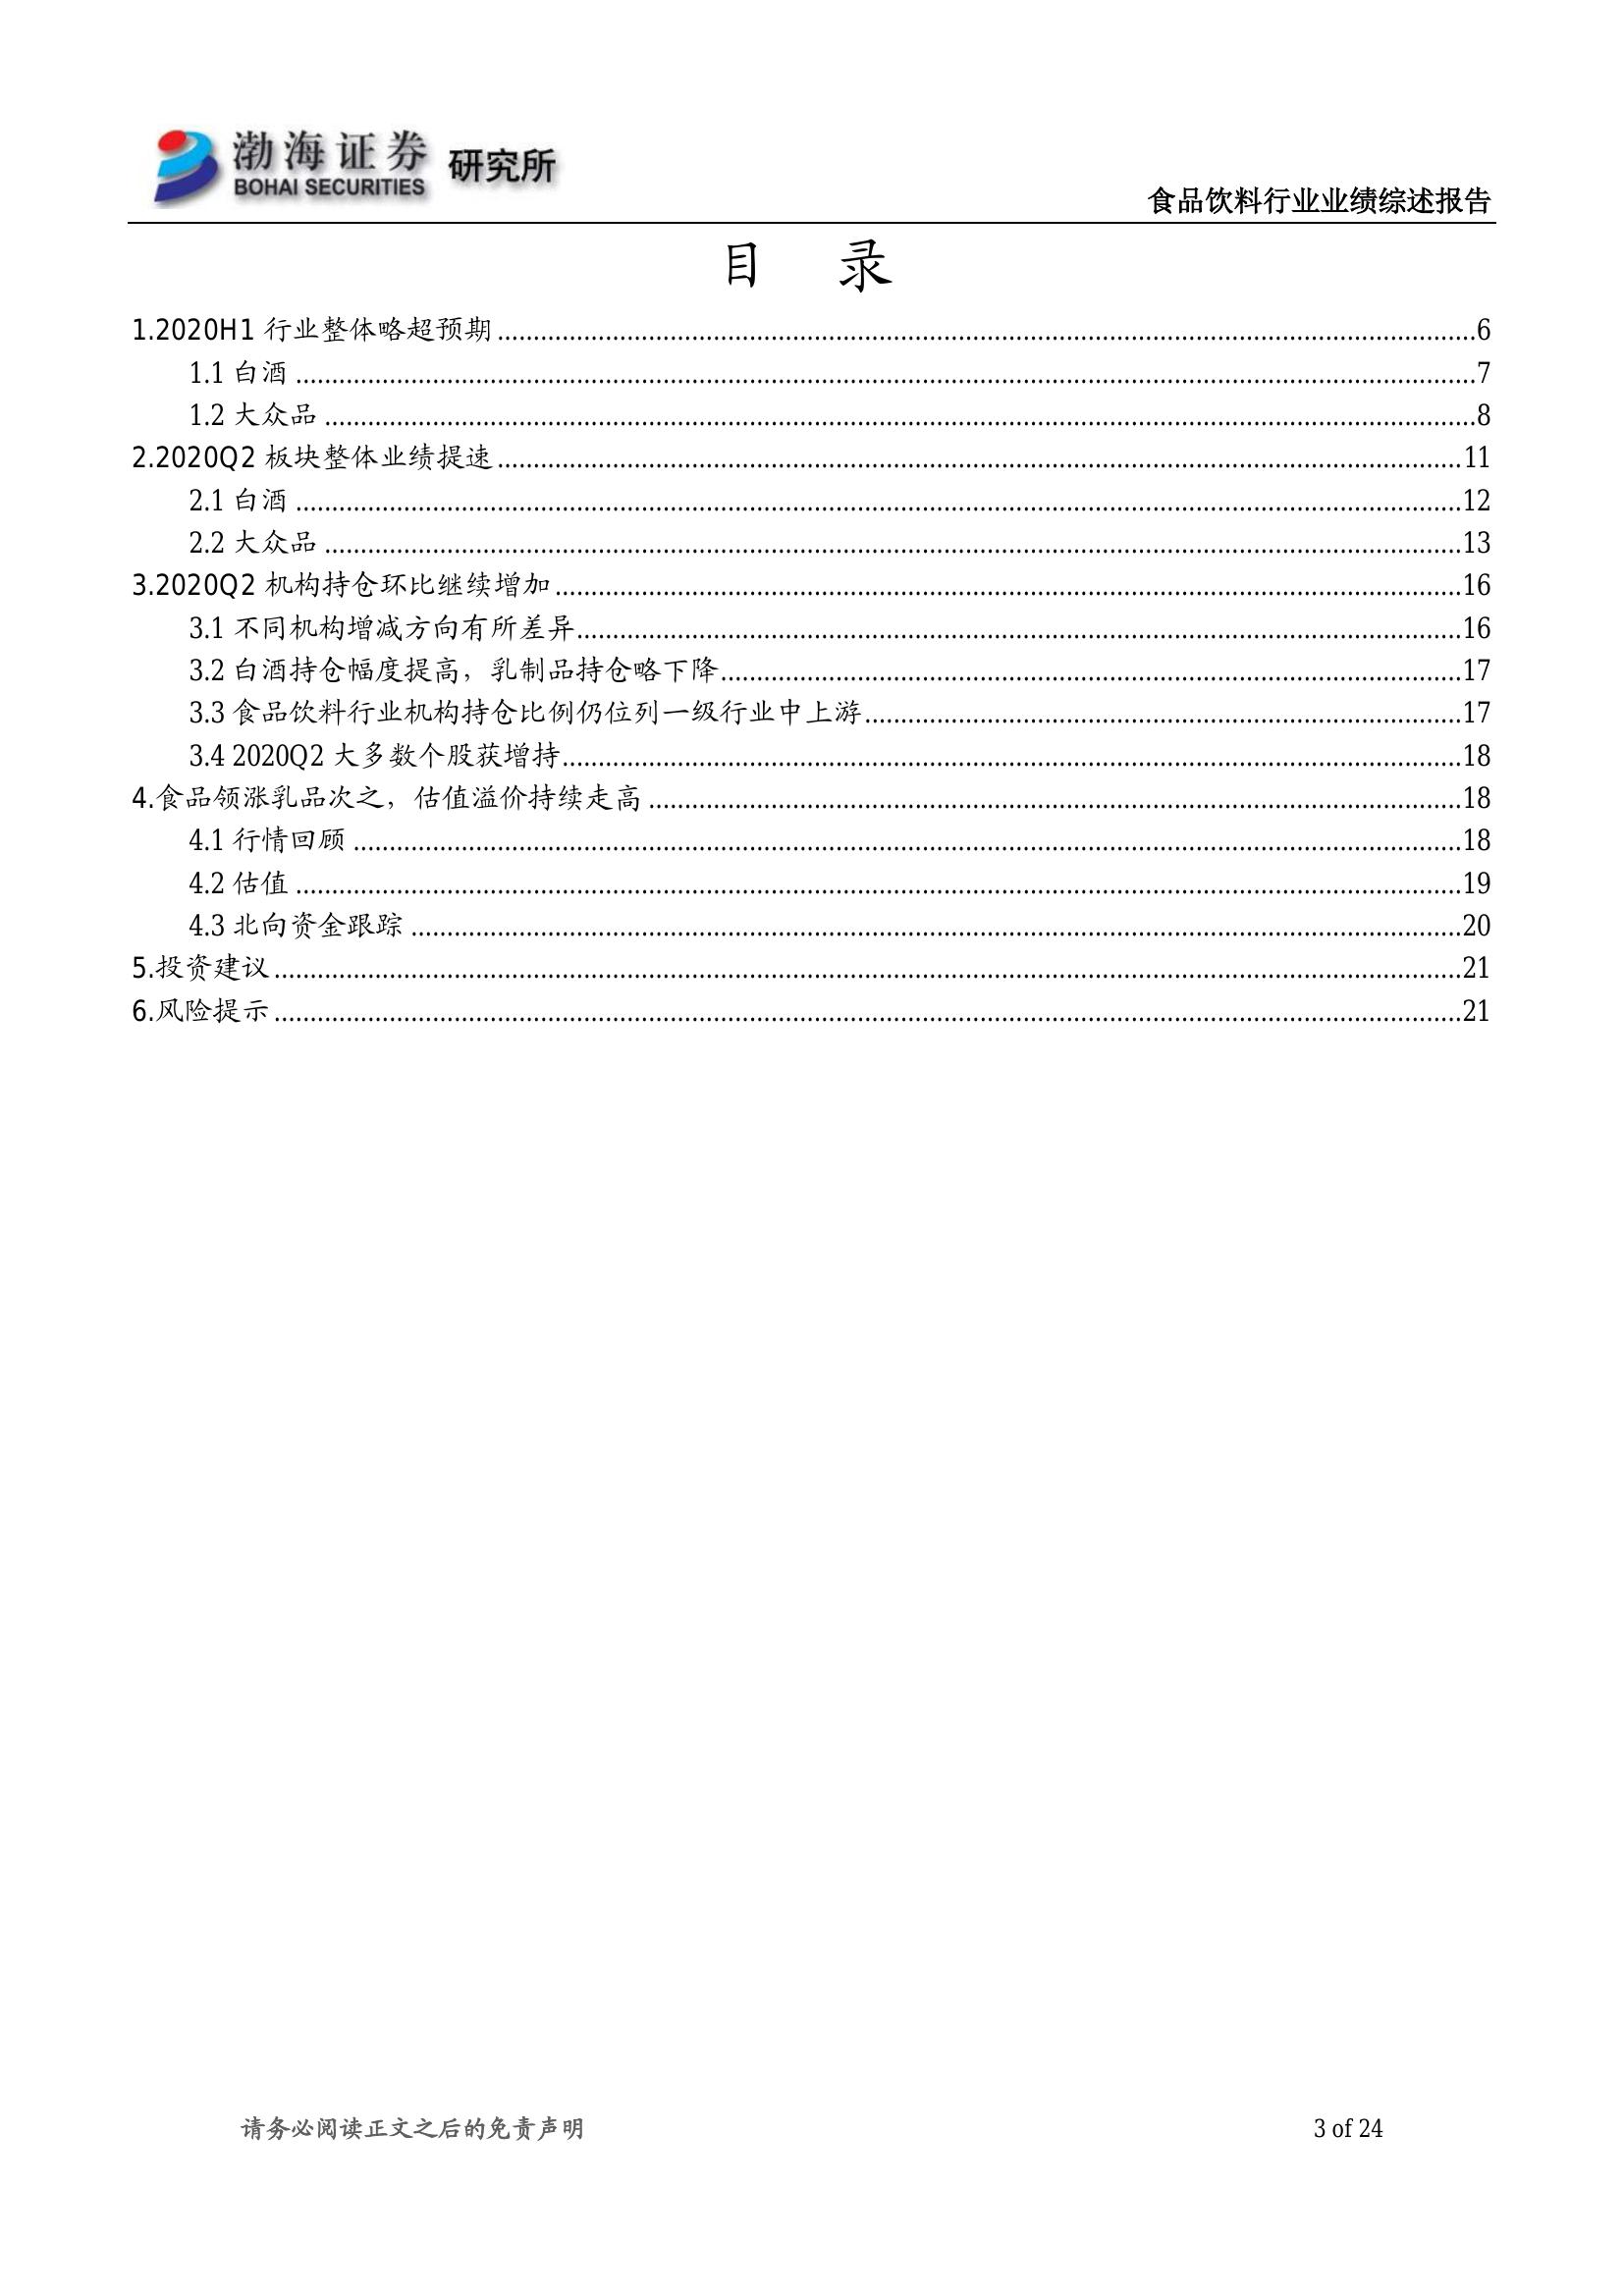 渤海证券 研究所
BOHAI SECURITIES
食品饮料行业业绩综述报告
目 录
1.2020H1 行业整体略超预期........6
1.1 白酒........7
1.2 大众品........8
2.2020Q2 板块整体业绩提速........11
2.1 白酒........12
2.2 大众品........13
3.2020Q2 机构持仓环比继续增加........16
3.1 不同机构增减方向有所差异........16
3.2 白酒持仓幅度提高，乳制品持仓略下降........17
3.3 食品饮料行业机构持仓比例仍位列一级行业中上游........17
3.4 2020Q2 大多数个股获增持........18
4.食品领涨乳品次之，估值溢价持续走高........18
4.1 行情回顾........18
4.2 估值........19
4.3 北向资金跟踪........20
5.投资建议........21
6.风险提示........21
请务必阅读正文之后的免责声明
3 of 24